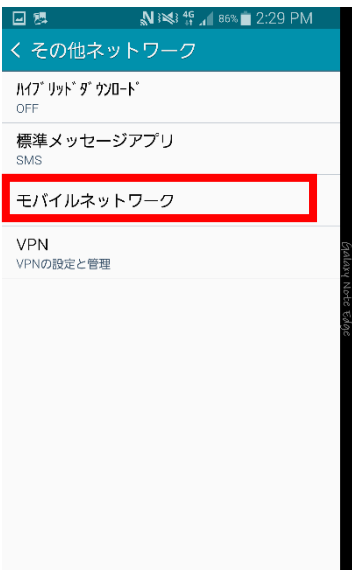 4G 86% 2:29 PM
< その他ネットワーク
ﾊｲﾌﾞﾘｯﾄﾞﾀﾞｳﾝﾛｰﾄﾞ
OFF
標準メッセージアプリ
SMS
モバイルネットワーク
VPN
VPNの設定と管理
Galaxy Note Edge